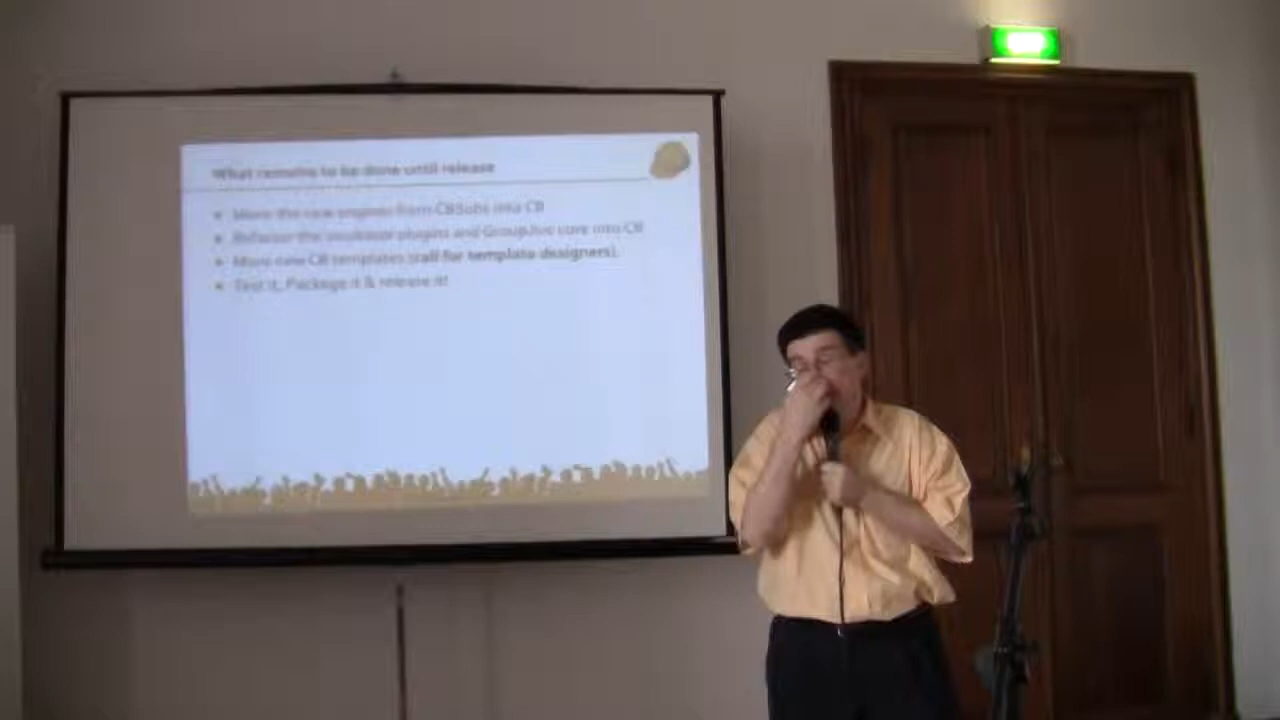 What remains to be done until release
Move the new engines from CBSubs into CB
Refactor the incubator plugins and GroupJive core into CB
More new CB templates (call for template designers),
Test it, Package it & release it!